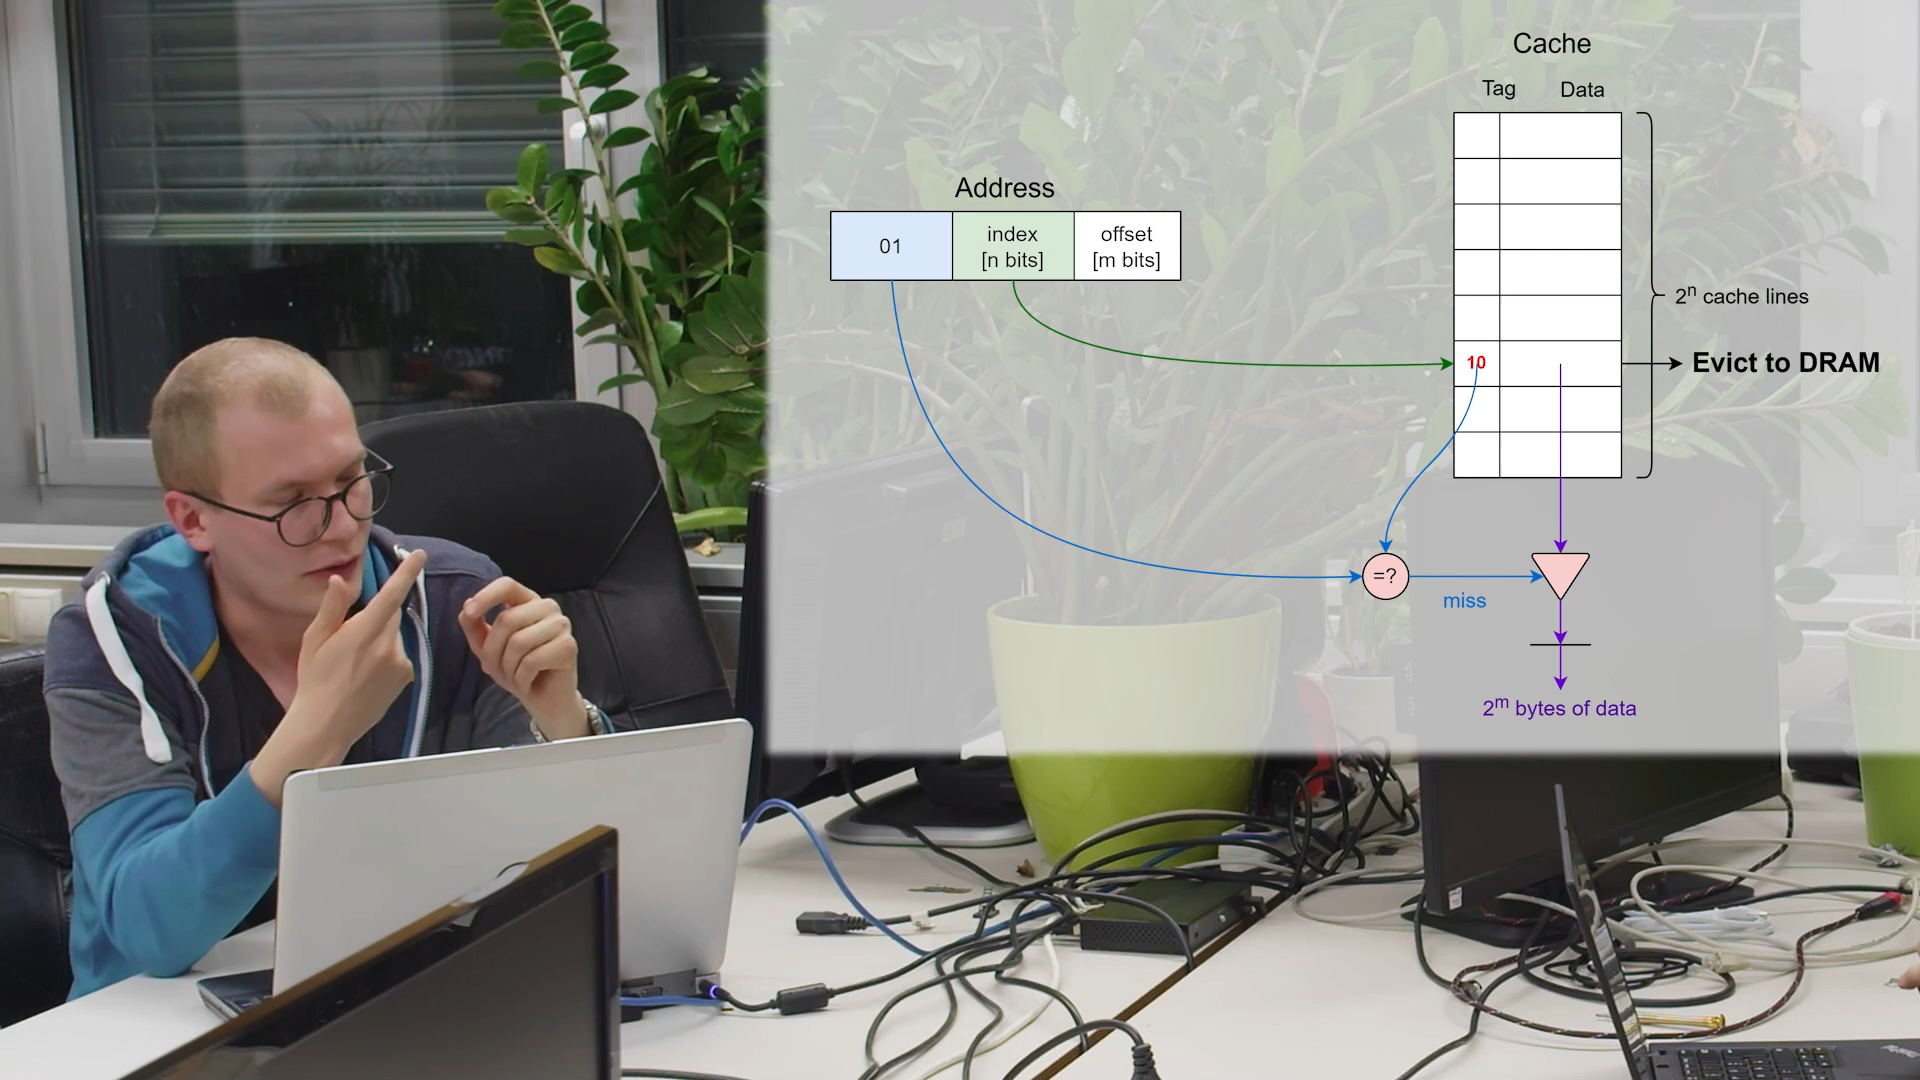 Cache
Tag Data
Address
01
index
[n bits]
offset
[m bits]
2ⁿ cache lines
10
Evict to DRAM
=?
miss
2ᵐ bytes of data